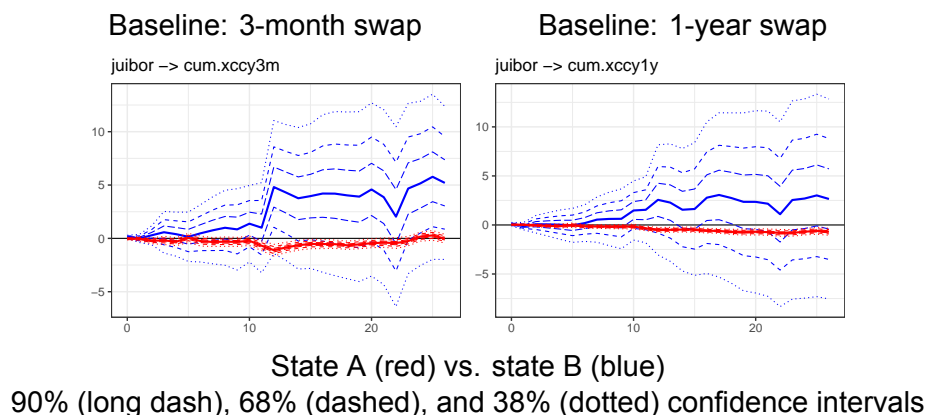 Baseline: 3-month swap
Baseline: 1-year swap
juibor −> cum.xccy3m
juibor −> cum.xccy1y
10
5
0
−5
0
10
20
10
5
0
−5
0
10
20
State A (red) vs. state B (blue)
90% (long dash), 68% (dashed), and 38% (dotted) confidence intervals